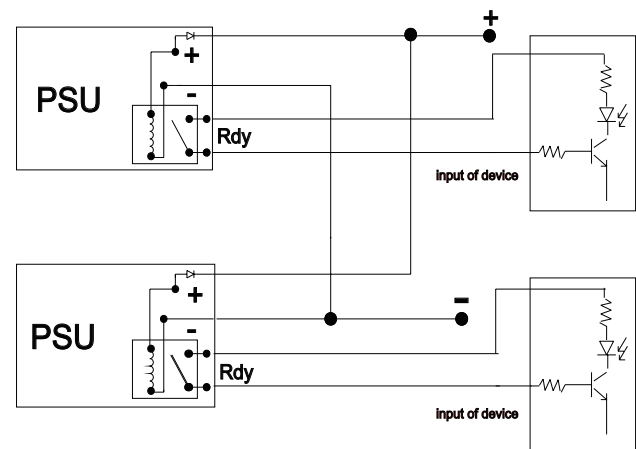 +
+
PSU
-
Rdy
input of device
+
-
PSU
-
Rdy
input of device